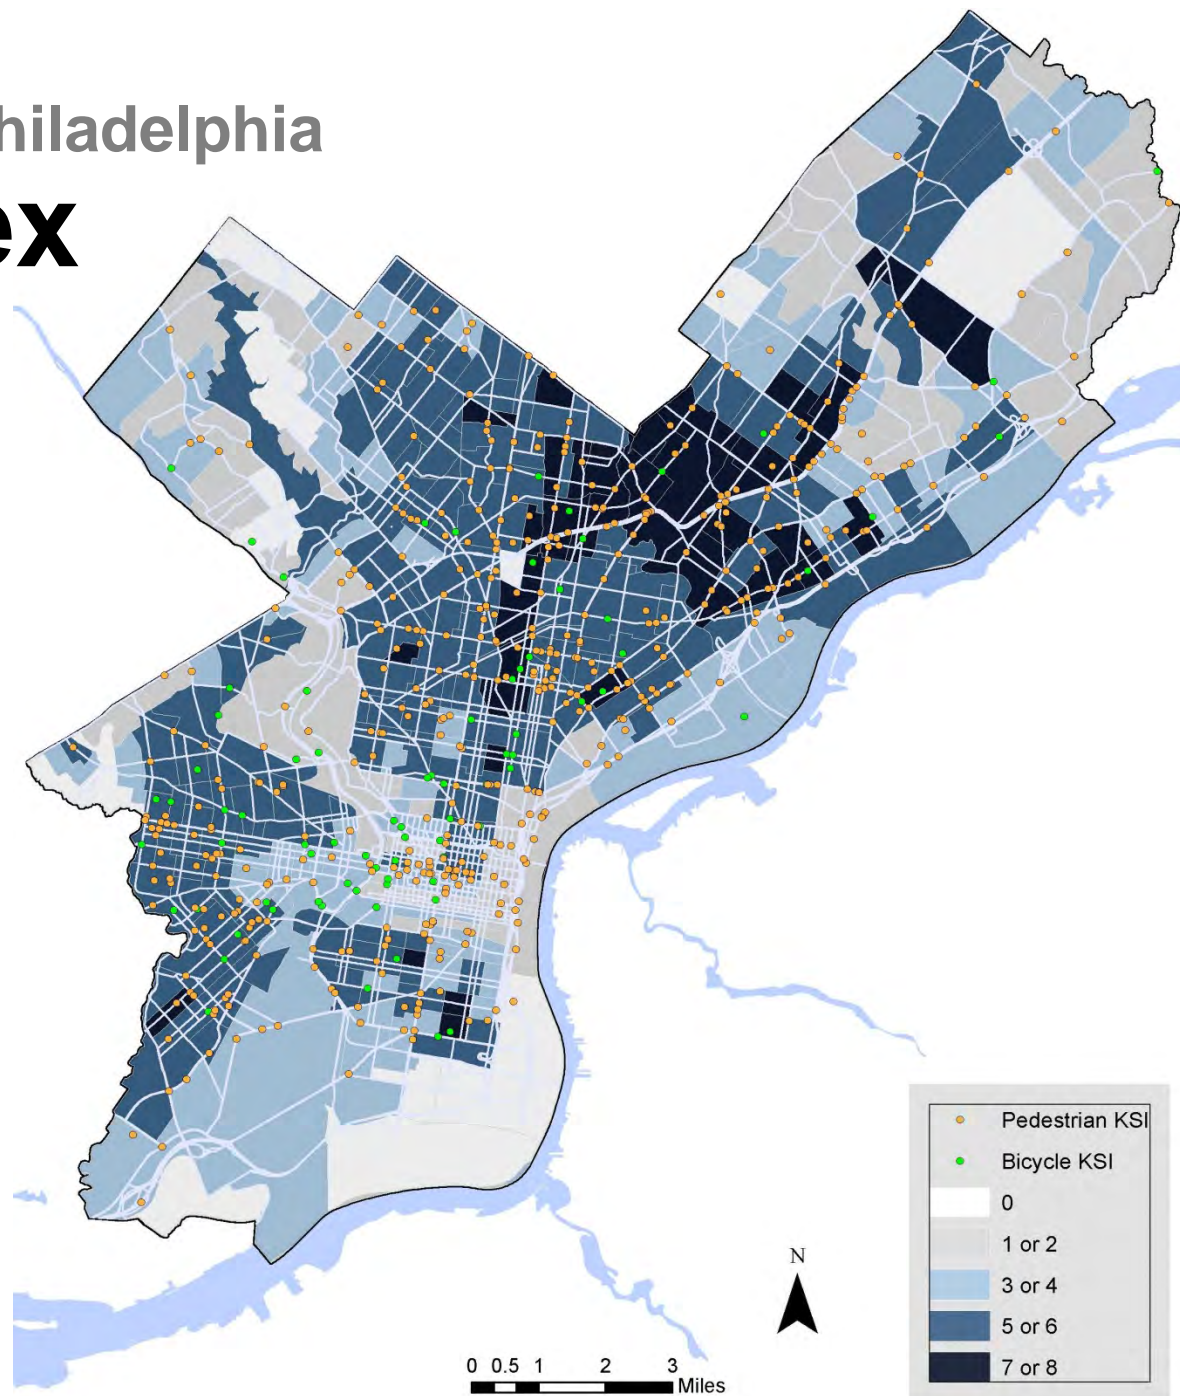 hiladelphia
ex
Pedestrian KSI
Bicycle KSI
0
1 or 2
3 or 4
5 or 6
7 or 8
N
0 0.5 1 2 3
Miles